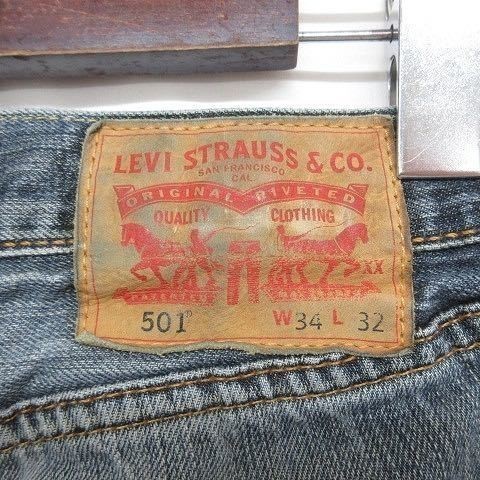 LEVI STRAUSS & CO.
SAN FRANCISCO
CAL
ORIGINAL RIVETED
QUALITY CLOTHING
XX
501® W 34 L 32